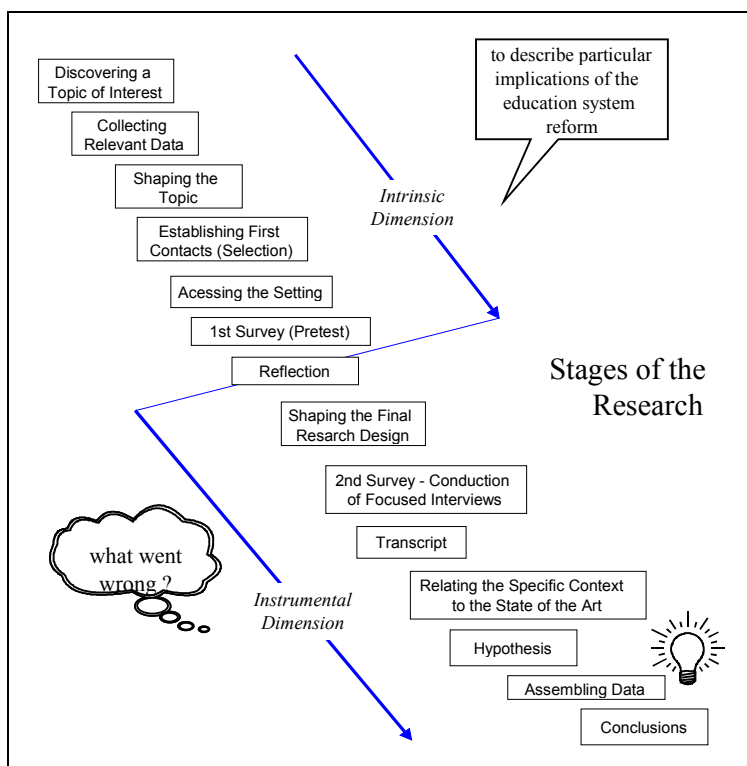 Discovering a
Topic of Interest
to describe particular
implications of the
education system
reform
Collecting
Relevant Data
Shaping the
Topic
Intrinsic
Dimension
Establishing First
Contacts (Selection)
Acessing the Setting
1st Survey (Pretest)
Reflection
Stages of the
Research
Shaping the Final
Resarch Design
2nd Survey - Conduction
of Focused Interviews
what went
wrong ?
Transcript
Instrumental
Dimension
Relating the Specific Context
to the State of the Art
Hypothesis
Assembling Data
Conclusions